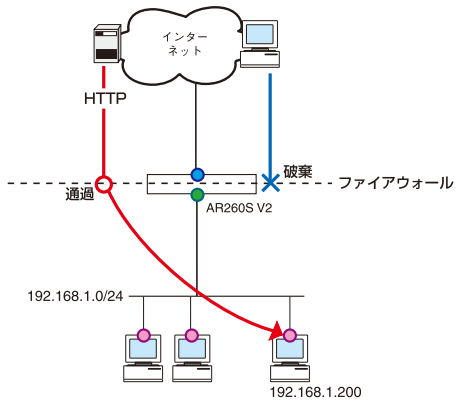 インター
ネット
HTTP
破棄
通過
ファイアウォール
AR260S V2
192.168.1.0/24
192.168.1.200